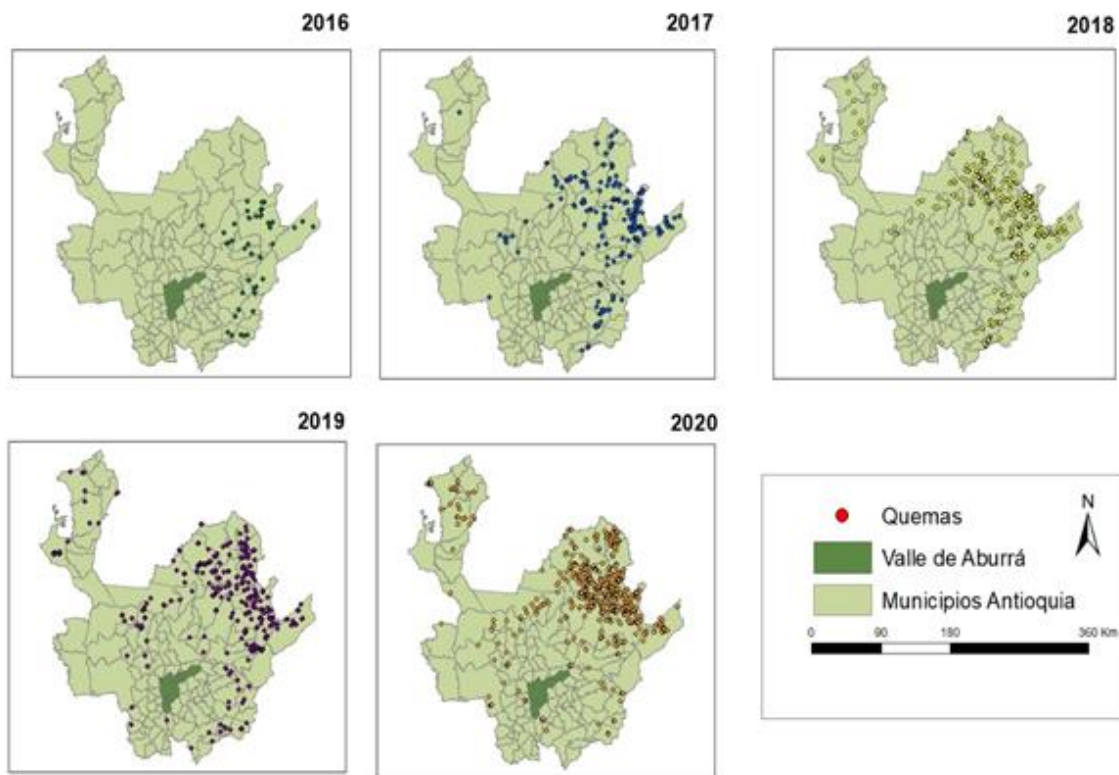 2016
2017
2018
2019
2020
N
Quemas
Valle de Aburrá
Municipios Antioquia
0 90 180 360 Km